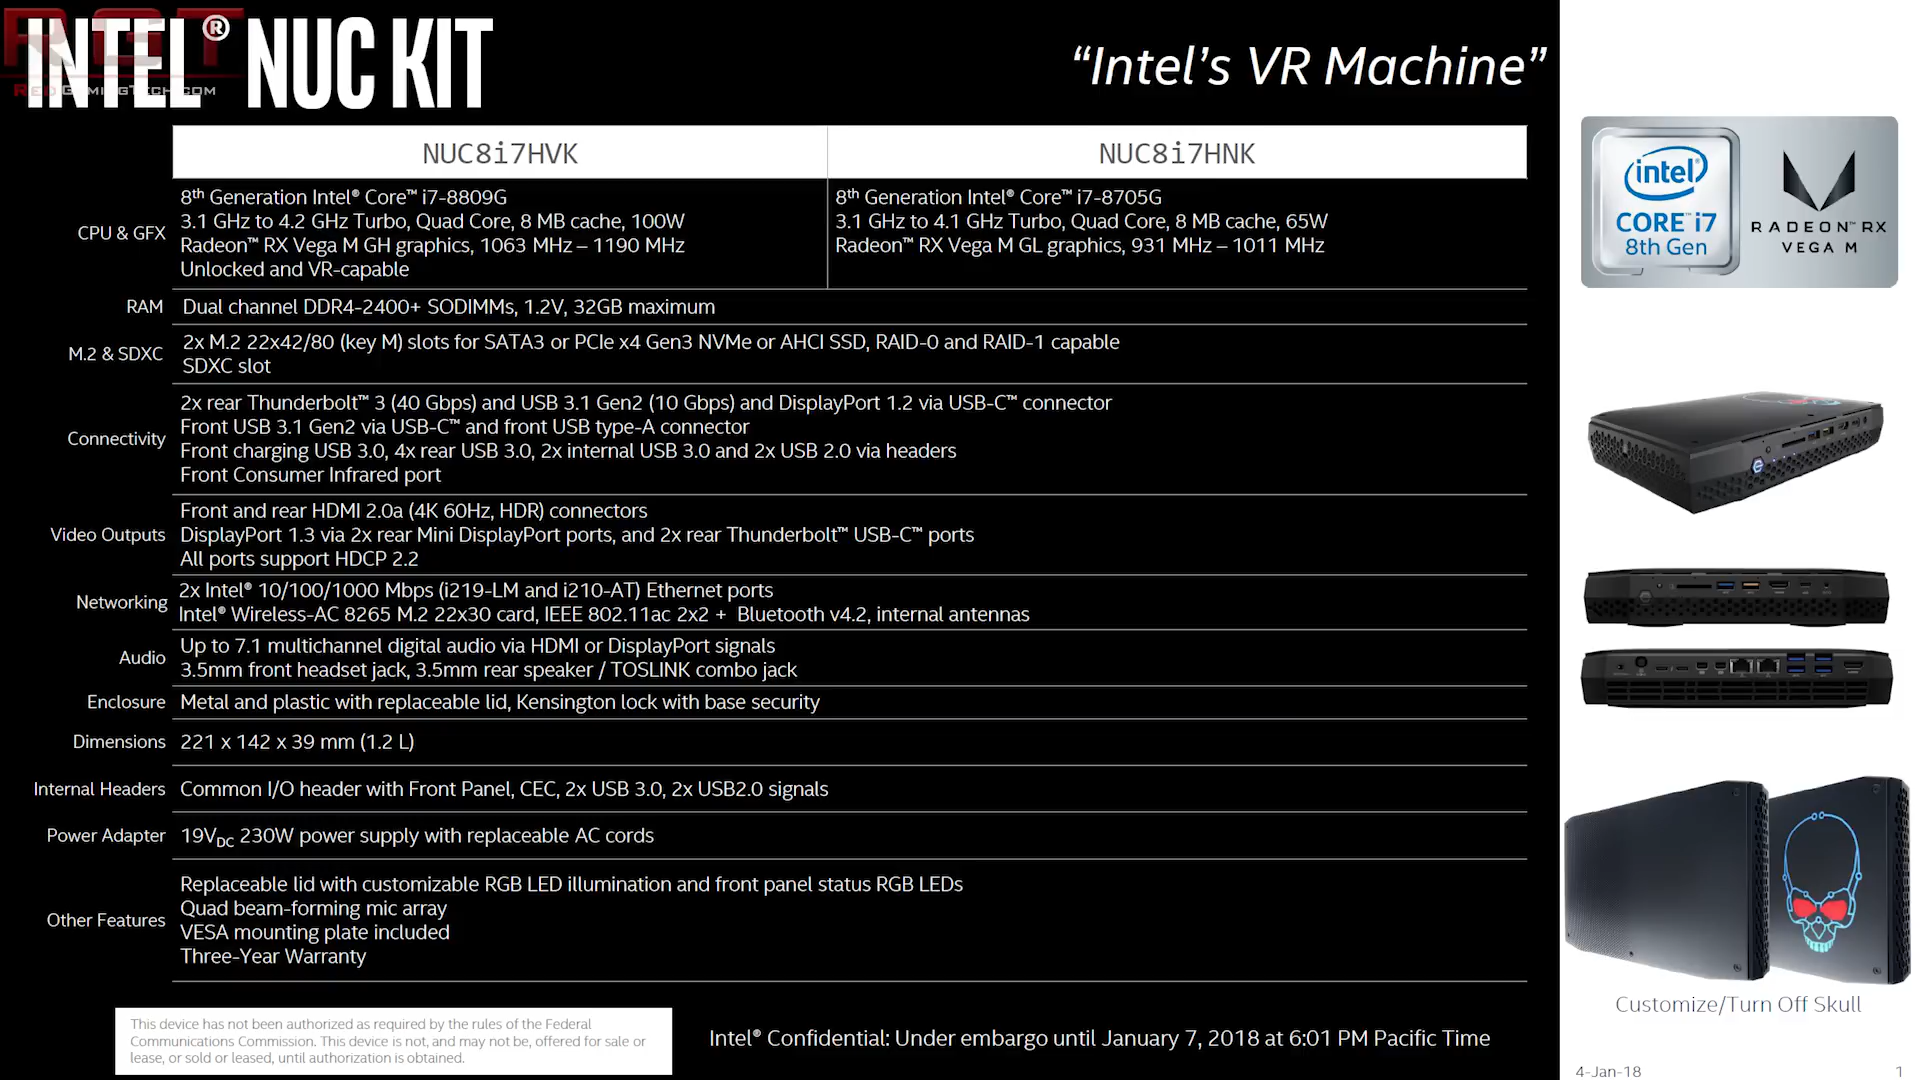 INTEL® NUC KIT
RGT
REDGAMINGTECH.COM
“Intel’s VR Machine”
NUC8i7HVK
NUC8i7HNK
CPU & GFX
8th Generation Intel® Core™ i7-8809G
3.1 GHz to 4.2 GHz Turbo, Quad Core, 8 MB cache, 100W
Radeon™ RX Vega M GH graphics, 1063 MHz – 1190 MHz
Unlocked and VR-capable
8th Generation Intel® Core™ i7-8705G
3.1 GHz to 4.1 GHz Turbo, Quad Core, 8 MB cache, 65W
Radeon™ RX Vega M GL graphics, 931 MHz – 1011 MHz
RAM
Dual channel DDR4-2400+ SODIMMs, 1.2V, 32GB maximum
M.2 & SDXC
2x M.2 22x42/80 (key M) slots for SATA3 or PCIe x4 Gen3 NVMe or AHCI SSD, RAID-0 and RAID-1 capable
SDXC slot
Connectivity
2x rear Thunderbolt™ 3 (40 Gbps) and USB 3.1 Gen2 (10 Gbps) and DisplayPort 1.2 via USB-C™ connector
Front USB 3.1 Gen2 via USB-C™ and front USB type-A connector
Front charging USB 3.0, 4x rear USB 3.0, 2x internal USB 3.0 and 2x USB 2.0 via headers
Front Consumer Infrared port
Video Outputs
Front and rear HDMI 2.0a (4K 60Hz, HDR) connectors
DisplayPort 1.3 via 2x rear Mini DisplayPort ports, and 2x rear Thunderbolt™ USB-C™ ports
All ports support HDCP 2.2
Networking
2x Intel® 10/100/1000 Mbps (i219-LM and i210-AT) Ethernet ports
Intel® Wireless-AC 8265 M.2 22x30 card, IEEE 802.11ac 2x2 + Bluetooth v4.2, internal antennas
Audio
Up to 7.1 multichannel digital audio via HDMI or DisplayPort signals
3.5mm front headset jack, 3.5mm rear speaker / TOSLINK combo jack
Enclosure
Metal and plastic with replaceable lid, Kensington lock with base security
Dimensions
221 x 142 x 39 mm (1.2 L)
Internal Headers
Common I/O header with Front Panel, CEC, 2x USB 3.0, 2x USB2.0 signals
Power Adapter
19VDC 230W power supply with replaceable AC cords
Other Features
Replaceable lid with customizable RGB LED illumination and front panel status RGB LEDs
Quad beam-forming mic array
VESA mounting plate included
Three-Year Warranty
This device has not been authorized as required by the rules of the Federal
Communications Commission. This device is not, and may not be, offered for sale or
lease, or sold or leased, until authorization is obtained.
Intel® Confidential: Under embargo until January 7, 2018 at 6:01 PM Pacific Time
intel®
CORE™ i7
8th Gen
RADEON™ RX
VEGA M
Customize/Turn Off Skull
4-Jan-18
1